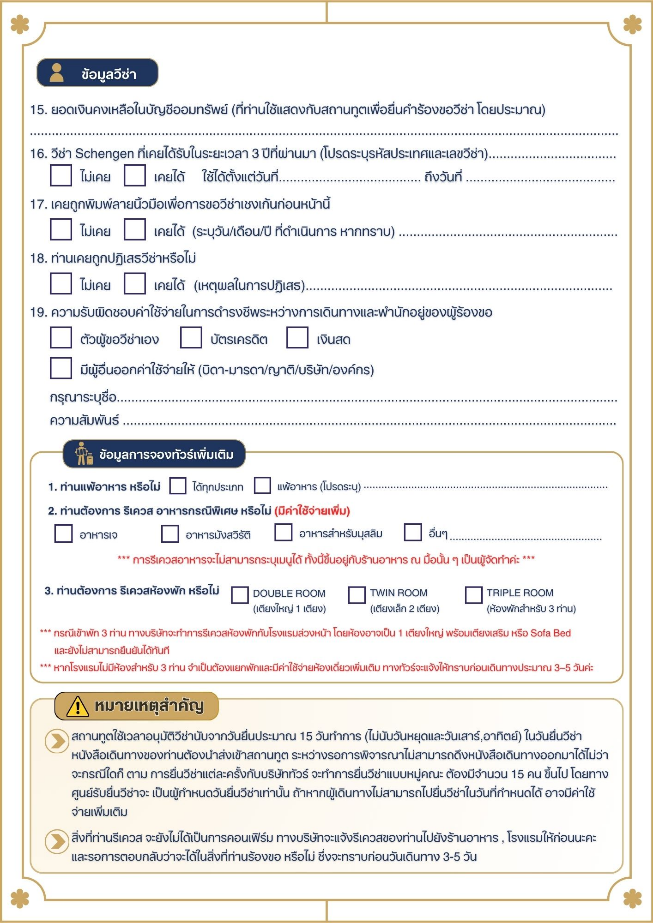 ข้อมูลวีซ่า
15. ยอดเงินคงเหลือในบัญชีออมทรัพย์ (ที่ท่านใช้แสดงกับสถานทูตเพื่อยื่นคำร้องขอวีซ่า โดยประมาณ)
16. วีซ่า Schengen ที่เคยได้รับในระยะเวลา 3 ปีที่ผ่านมา (โปรดระบุรหัสประเทศและเลขวีซ่า)
ไม่เคย เคยได้ ใช้ได้ตั้งแต่วันที่ ถึงวันที่
17. เคยถูกพิมพ์ลายนิ้วมือเพื่อการขอวีซ่าเชงเก้นก่อนหน้านี้
ไม่เคย เคยได้ (ระบุวัน/เดือน/ปี ที่ดำเนินการ หากทราบ)
18. ท่านเคยถูกปฏิเสธวีซ่าหรือไม่
ไม่เคย เคยได้ (เหตุผลในการปฏิเสธ)
19. ความรับผิดชอบค่าใช้จ่ายในการดำรงชีพระหว่างการเดินทางและพำนักอยู่ของผู้ร้องขอ
ตัวผู้ขอวีซ่าเอง บัตรเครดิต เงินสด
มีผู้อื่นออกค่าใช้จ่ายให้ (บิดา-มารดา/ญาติ/บริษัท/องค์กร)
กรุณาระบุชื่อ
ความสัมพันธ์
ข้อมูลการจองทัวร์เพิ่มเติม
1. ท่านแพ้อาหาร หรือไม่ ได้ทุกประเภท แพ้อาหาร (โปรดระบุ)
2. ท่านต้องการ รีเควส อาหารกรณีพิเศษ หรือไม่ (มีค่าใช้จ่ายเพิ่ม)
อาหารเจ อาหารมังสวิรัติ อาหารสำหรับมุสลิม อื่นๆ
*** การรีเควสอาหารจะไม่สามารถระบุเมนูได้ ทั้งนี้ขึ้นอยู่กับร้านอาหาร ณ มื้อนั้น ๆ เป็นผู้จัดทำค่ะ ***
3. ท่านต้องการ รีเควสห้องพัก หรือไม่ DOUBLE ROOM TWIN ROOM TRIPLE ROOM
(เตียงใหญ่ 1 เตียง) (เตียงเล็ก 2 เตียง) (ห้องพักสำหรับ 3 ท่าน)
*** กรณีเข้าพัก 3 ท่าน ทางบริษัทจะทำการรีเควสห้องพักกับโรงแรมล่วงหน้า โดยห้องอาจเป็น 1 เตียงใหญ่ พร้อมเตียงเสริม หรือ Sofa Bed
และยังไม่สามารถยืนยันได้ทันที
*** หากโรงแรมไม่มีห้องสำหรับ 3 ท่าน จำเป็นต้องแยกพักและมีค่าใช้จ่ายห้องเดี่ยวเพิ่มเติม ทางทัวร์จะแจ้งให้ทราบก่อนเดินทางประมาณ 3-5 วันค่ะ
หมายเหตุสำคัญ
สถานทูตใช้เวลาอนุมัติวีซ่านับจากวันยื่นประมาณ 15 วันทำการ (ไม่นับวันหยุดและวันเสาร์,อาทิตย์) ในวันยื่นวีซ่า
หนังสือเดินทางของท่านต้องนำส่งเข้าสถานทูต ระหว่างรอการพิจารณาไม่สามารถดึงหนังสือเดินทางออกมาได้ไม่ว่า
จะกรณีใดก็ ตาม การยื่นวีซ่าแต่ละครั้งกับบริษัททัวร์ จะทำการยื่นวีซ่าแบบหมู่คณะ ต้องมีจำนวน 15 คน ขึ้นไป โดยทาง
ศูนย์รับยื่นวีซ่าจะ เป็นผู้กำหนดวันยื่นวีซ่าเท่านั้น ถ้าหากผู้เดินทางไม่สามารถไปยื่นวีซ่าในวันที่กำหนดได้ อาจมีค่าใช้
จ่ายเพิ่มเติม
สิ่งที่ท่านรีเควส จะยังไม่ได้เป็นการคอนเฟิร์ม ทางบริษัทจะแจ้งรีเควสของท่านไปยังร้านอาหาร , โรงแรมให้ก่อนนะคะ
และรอการตอบกลับว่าจะได้ในสิ่งที่ท่านร้องขอ หรือไม่ ซึ่งจะทราบก่อนวันเดินทาง 3-5 วัน